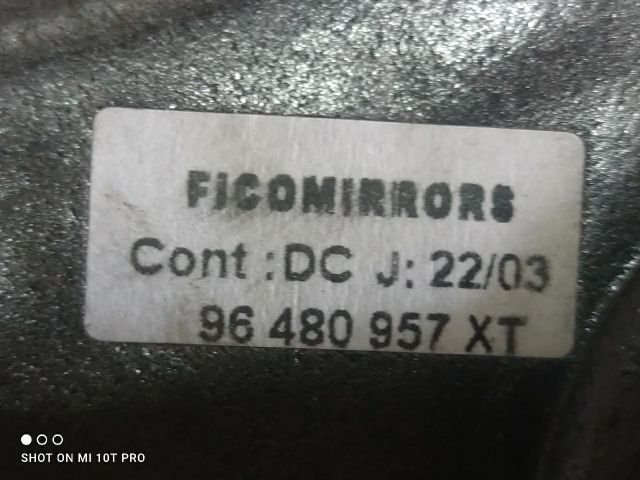 FICOMIRRORS
Cont :DC J: 22/03
96 480 957 XT
SHOT ON MI 10T PRO